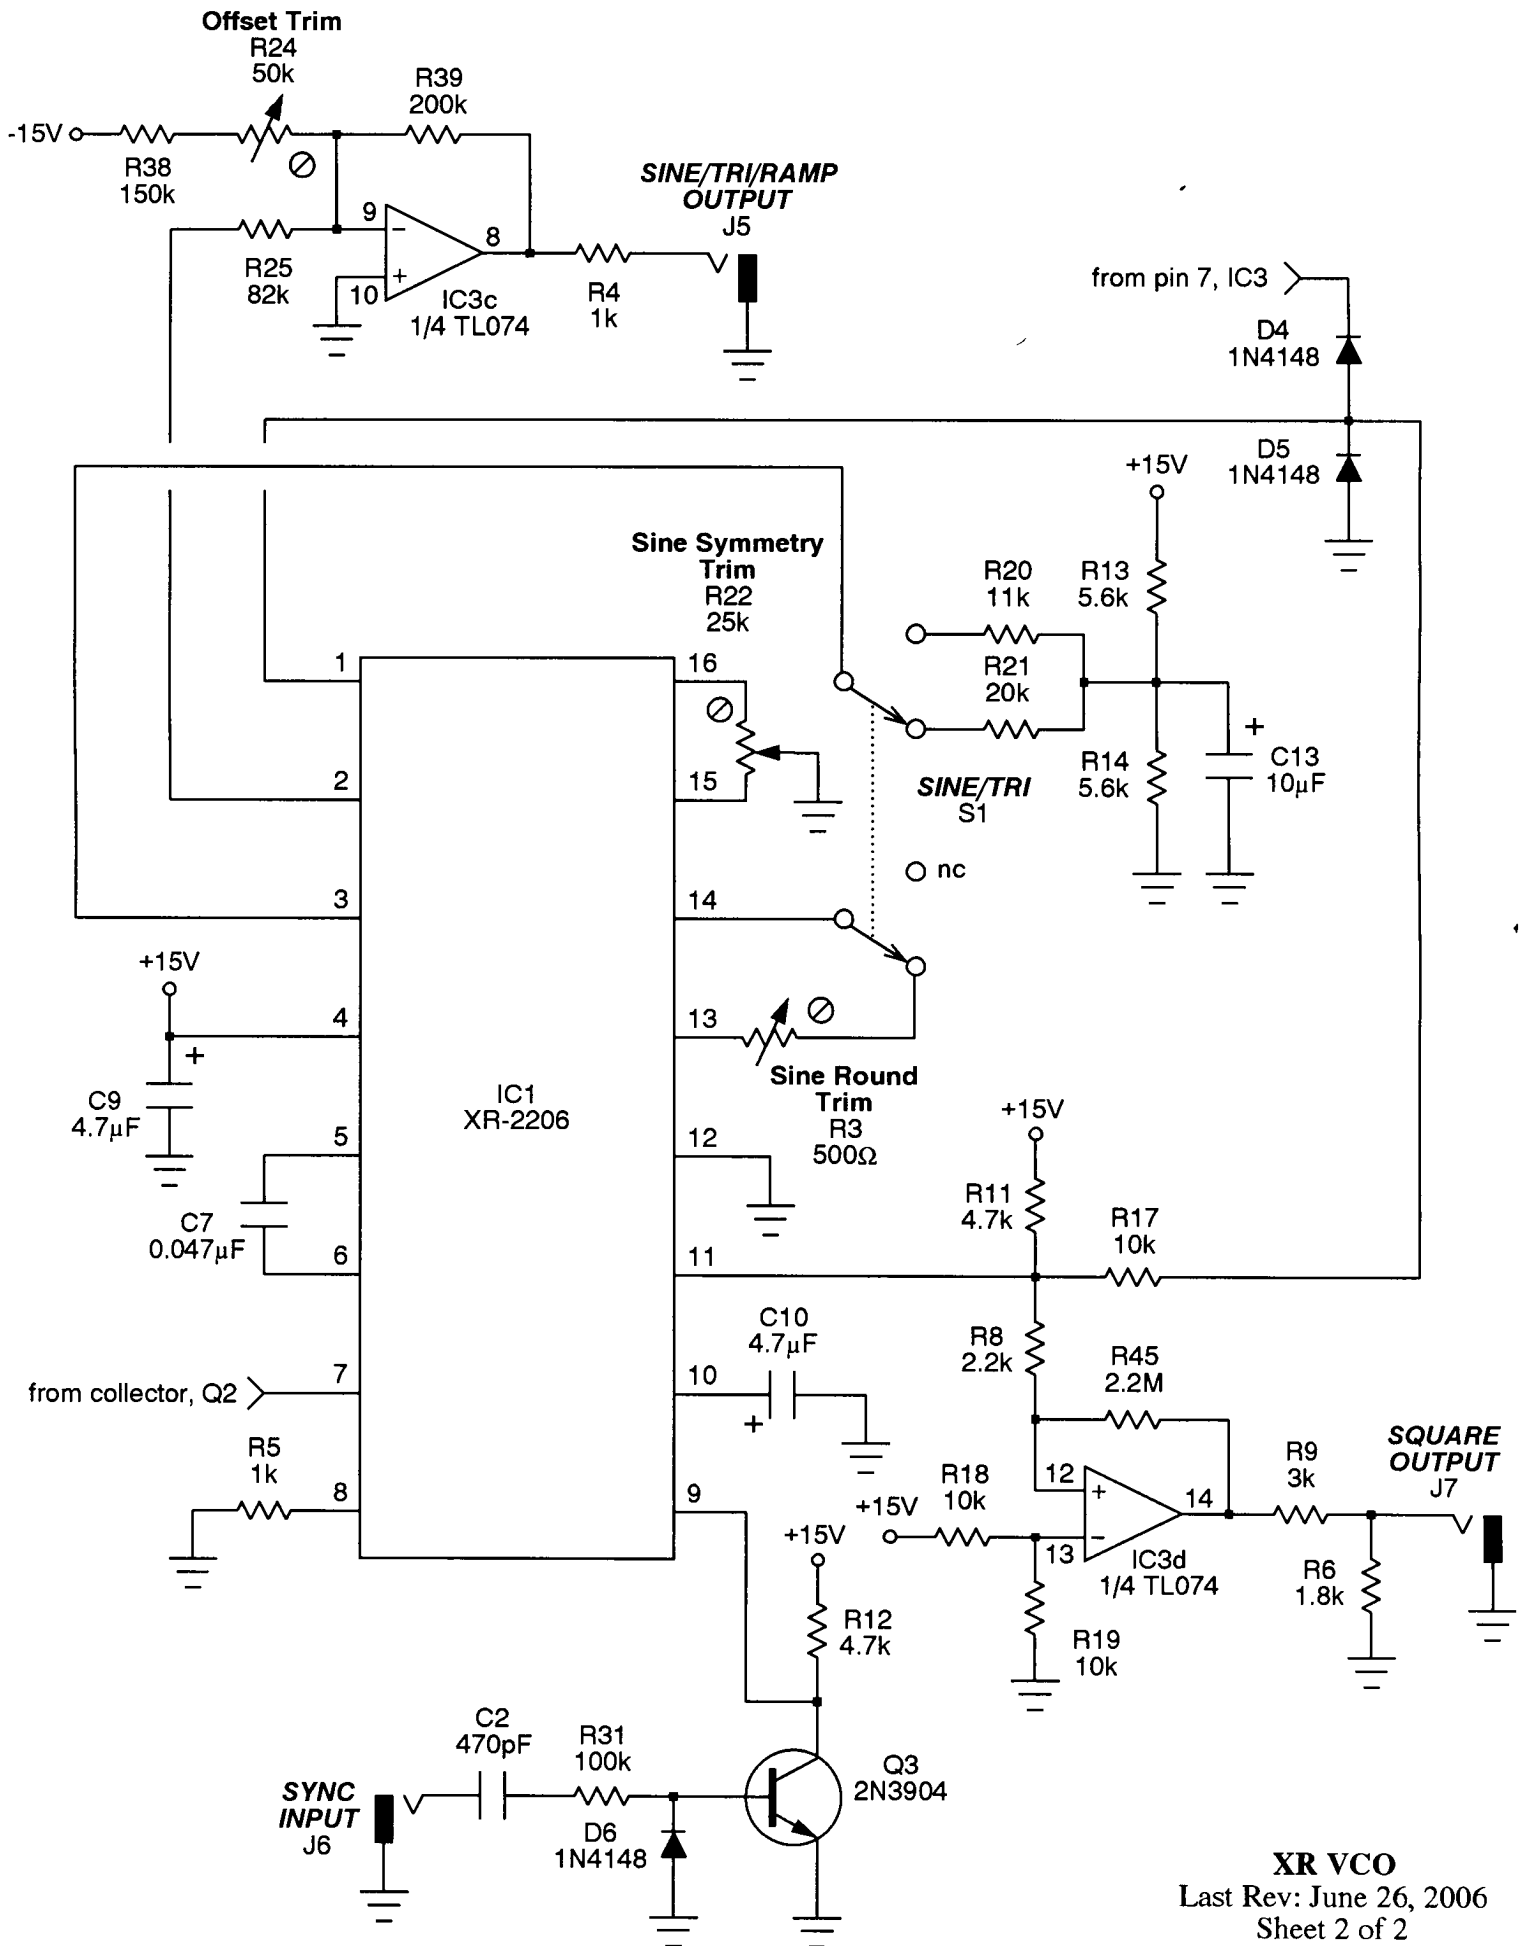 Offset Trim
R24
50k
R39
200k
-15V
R38
150k
SINE/TRI/RAMP
OUTPUT
J5
9
8
R25
82k
10
IC3c
1/4 TL074
R4
1k
from pin 7, IC3
D4
1N4148
D5
1N4148
+15V
Sine Symmetry
Trim
R22
25k
R20
11k
R13
5.6k
R21
20k
1
16
2
15
SINE/TRI
S1
R14
5.6k
+
C13
10µF
nc
3
14
+15V
4
13
+
C9
4.7µF
Sine Round
Trim
R3
500Ω
IC1
XR-2206
+15V
5
12
R11
4.7k
R17
10k
C7
0.047µF
6
11
C10
4.7µF
R8
2.2k
R45
2.2M
from collector, Q2
7
10
+
R5
1k
8
9
R18
10k
+15V
12
14
13
IC3d
1/4 TL074
R9
3k
SQUARE
OUTPUT
J7
R6
1.8k
+15V
R12
4.7k
R19
10k
C2
470pF
R31
100k
SYNC
INPUT
J6
D6
1N4148
Q3
2N3904
XR VCO
Last Rev: June 26, 2006
Sheet 2 of 2